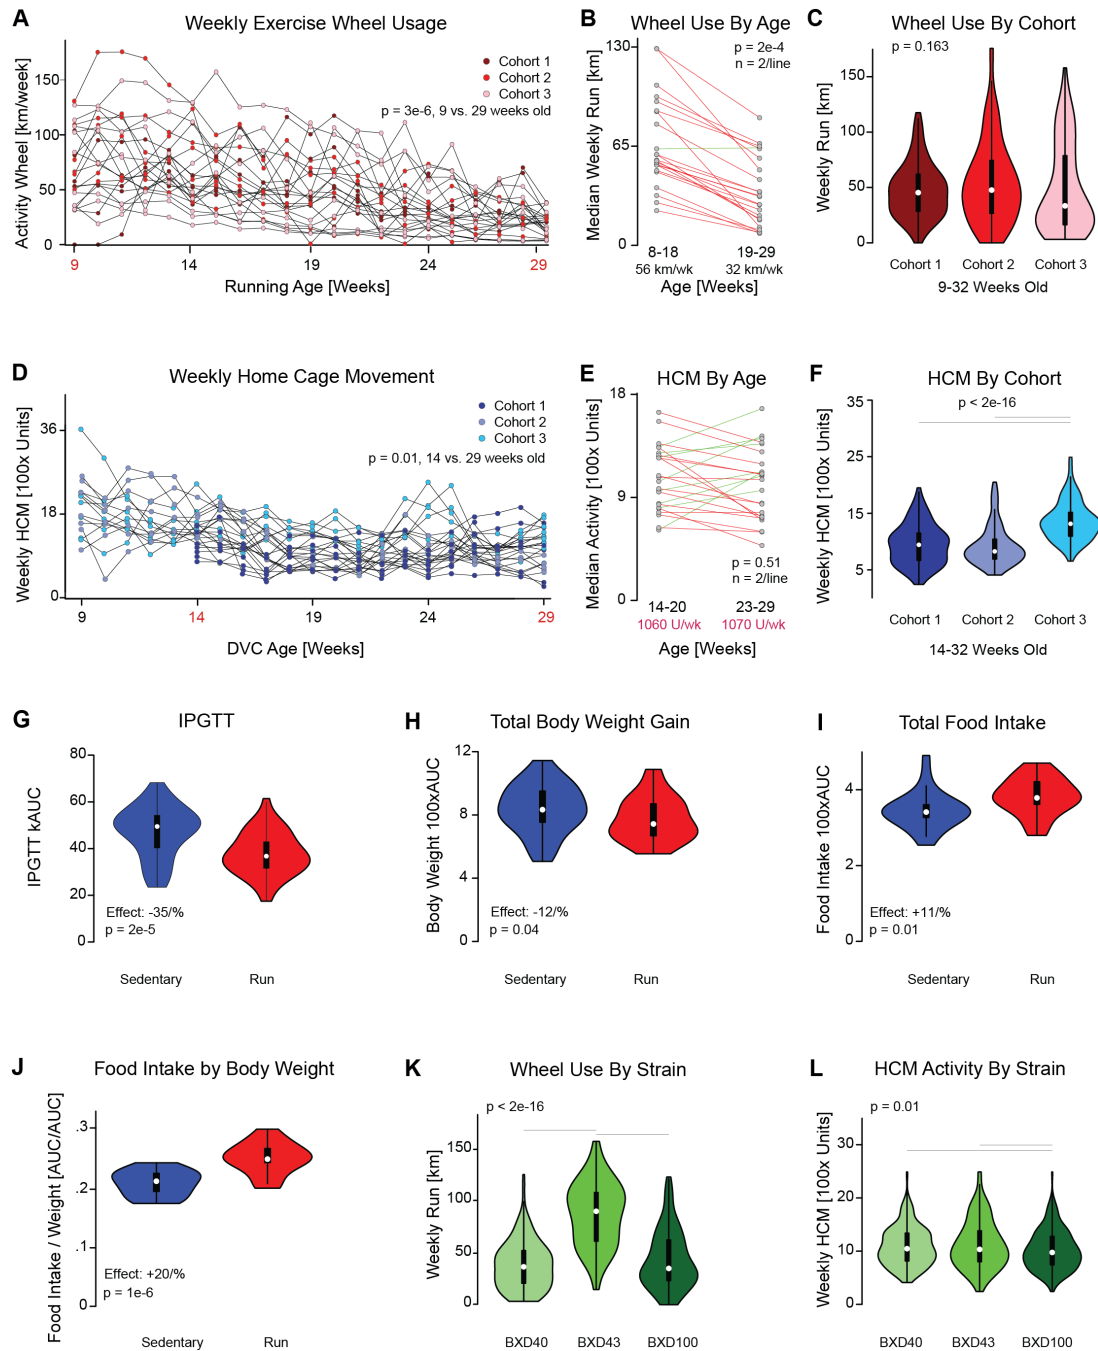 A
Weekly Exercise Wheel Usage
Activity Wheel [km/week]
150
100
50
0
Cohort 1
Cohort 2
Cohort 3
p = 3e-6, 9 vs. 29 weeks old
9
14
19
24
29
Running Age [Weeks]
B
Wheel Use By Age
Median Weekly Run [km]
130
65
0
p = 2e-4
n = 2/line
8-18
19-29
56 km/wk
32 km/wk
Age [Weeks]
C
Wheel Use By Cohort
p = 0.163
Weekly Run [km]
150
100
50
0
Cohort 1
Cohort 2
Cohort 3
9-32 Weeks Old
D
Weekly Home Cage Movement
Weekly HCM [100x Units]
36
18
0
Cohort 1
Cohort 2
Cohort 3
p = 0.01, 14 vs. 29 weeks old
9
14
19
24
29
DVC Age [Weeks]
E
HCM By Age
Median Activity [100x Units]
18
9
0
p = 0.51
n = 2/line
14-20
23-29
1060 U/wk
1070 U/wk
Age [Weeks]
F
HCM By Cohort
p < 2e-16
Weekly HCM [100x Units]
35
25
15
5
Cohort 1
Cohort 2
Cohort 3
14-32 Weeks Old
G
IPGTT
IPGTT kAUC
80
60
40
20
0
Effect: -35/%
p = 2e-5
Sedentary
Run
H
Total Body Weight Gain
Body Weight 100xAUC
12
8
4
0
Effect: -12/%
p = 0.04
Sedentary
Run
I
Total Food Intake
Food Intake 100xAUC
4
2
0
Effect: +11/%
p = 0.01
Sedentary
Run
J
Food Intake by Body Weight
Food Intake / Weight [AUC/AUC]
.3
.2
.1
0
Effect: +20/%
p = 1e-6
Sedentary
Run
K
Wheel Use By Strain
p < 2e-16
Weekly Run [km]
150
100
50
0
BXD40
BXD43
BXD100
L
HCM Activity By Strain
p = 0.01
Weekly HCM [100x Units]
30
20
10
0
BXD40
BXD43
BXD100